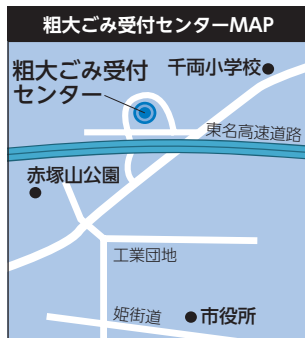 粗大ごみ受付センターMAP
粗大ごみ受付
センター
千両小学校
東名高速道路
赤塚山公園
工業団地
姫街道
市役所